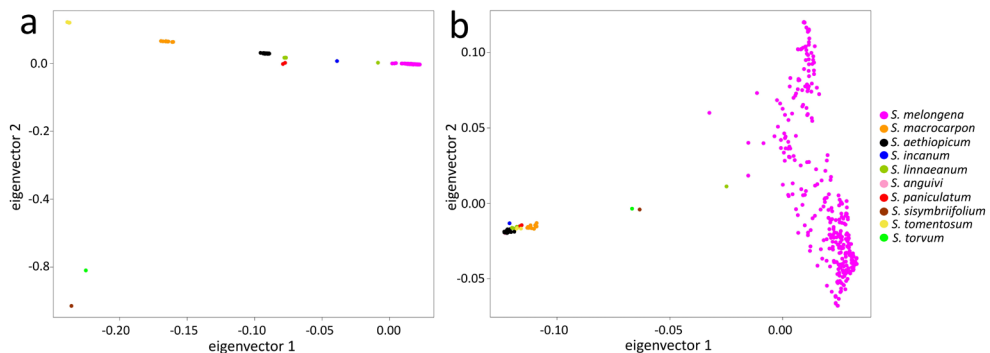 a
0.0
-0.2
-0.4
-0.6
-0.8
eigenvector 2
-0.20
-0.15
-0.10
-0.05
0.00
eigenvector 1
b
0.10
0.05
0.00
-0.05
eigenvector 2
-0.10
-0.05
0.00
eigenvector 1
S. melongena
S. macrocarpon
S. aethiopicum
S. incanum
S. linnaeanum
S. anguivi
S. paniculatum
S. sisymbriifolium
S. tomentosum
S. torvum